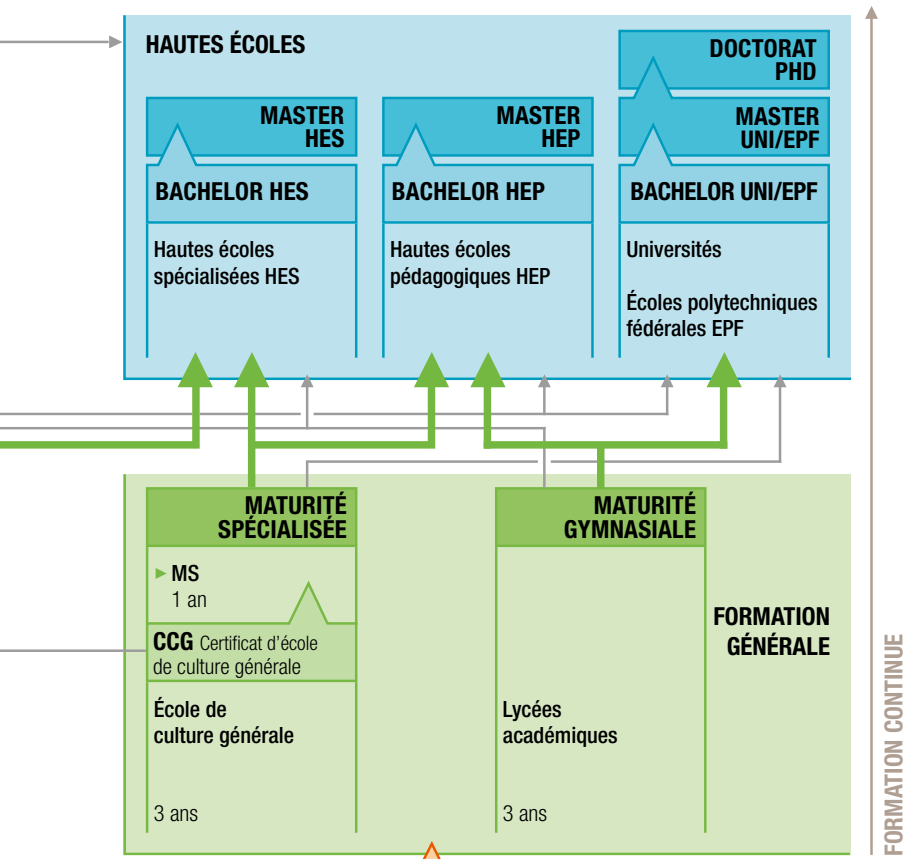 HAUTES ÉCOLES
DOCTORAT
PHD
MASTER
HES
MASTER
HEP
MASTER
UNI/EPF
BACHELOR HES
BACHELOR HEP
BACHELOR UNI/EPF
Hautes écoles
spécialisées HES
Hautes écoles
pédagogiques HEP
Universités
Écoles polytechniques
fédérales EPF
MATURITÉ
SPÉCIALISÉE
MATURITÉ
GYMNASIALE
MS
1 an
CCG Certificat d'école
de culture générale
École de
culture générale
3 ans
Lycées
académiques
3 ans
FORMATION
GÉNÉRALE
FORMATION CONTINUE